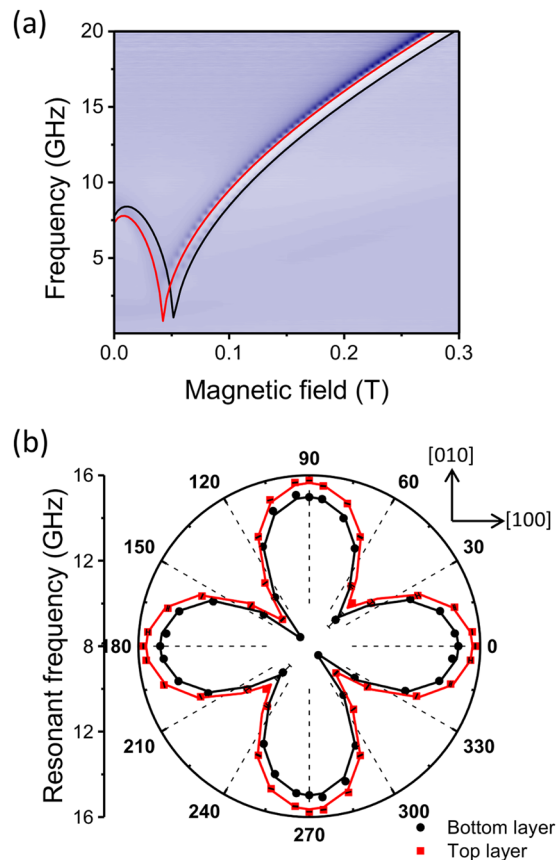 (a)
20
15
10
5
Frequency (GHz)
0.0 0.1 0.2 0.3
Magnetic field (T)
(b)
Resonant frequency (GHz)
16
12
8
12
16
90
60
30
0
330
300
270
240
210
180
150
120
[010]
[100]
Bottom layer
Top layer